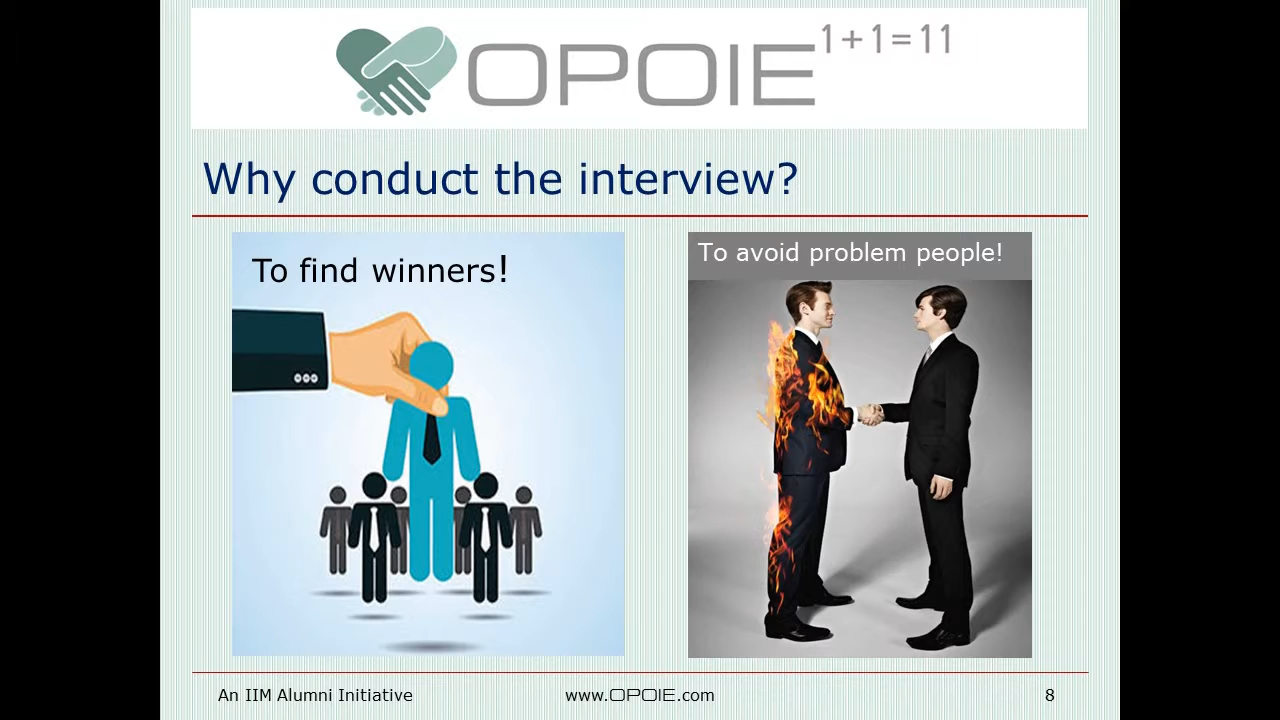 OPOIE 1+1=11
Why conduct the interview?
To find winners!
To avoid problem people!
An IIM Alumni Initiative
www.OPOIE.com
8